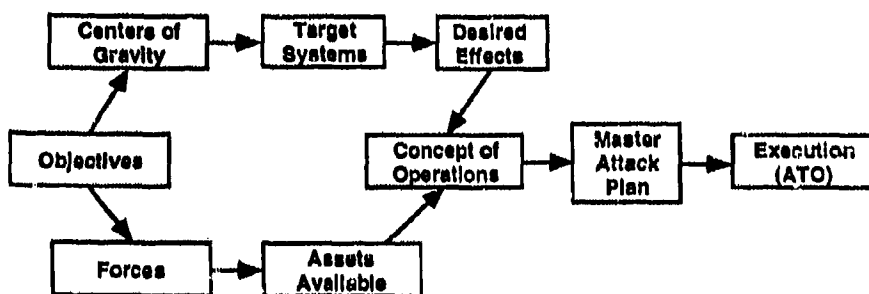 Centers of
Gravity
Target
Systems
Desired
Effects
Objectives
Concept of
Operations
Master
Attack
Plan
Execution
(ATO)
Forces
Assets
Available